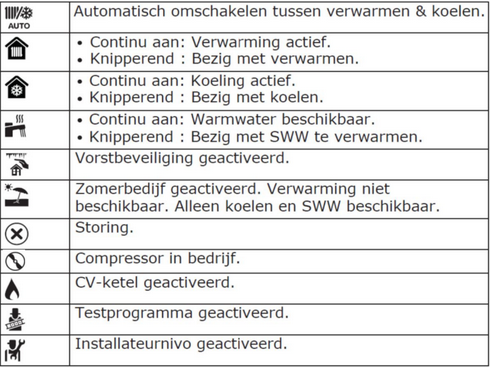 AUTO
Automatisch omschakelen tussen verwarmen & koelen.
• Continu aan: Verwarming actief.
• Knipperend : Bezig met verwarmen.
• Continu aan: Koeling actief.
• Knipperend : Bezig met koelen.
• Continu aan: Warmwater beschikbaar.
• Knipperend : Bezig met SWW te verwarmen.
Vorstbeveiliging geactiveerd.
Zomerbedijf geactiveerd. Verwarming niet
beschikbaar. Alleen koelen en SWW beschikbaar.
Storing.
Compressor in bedrijf.
CV-ketel geactiveerd.
Testprogramma geactiveerd.
Installateurnivo geactiveerd.